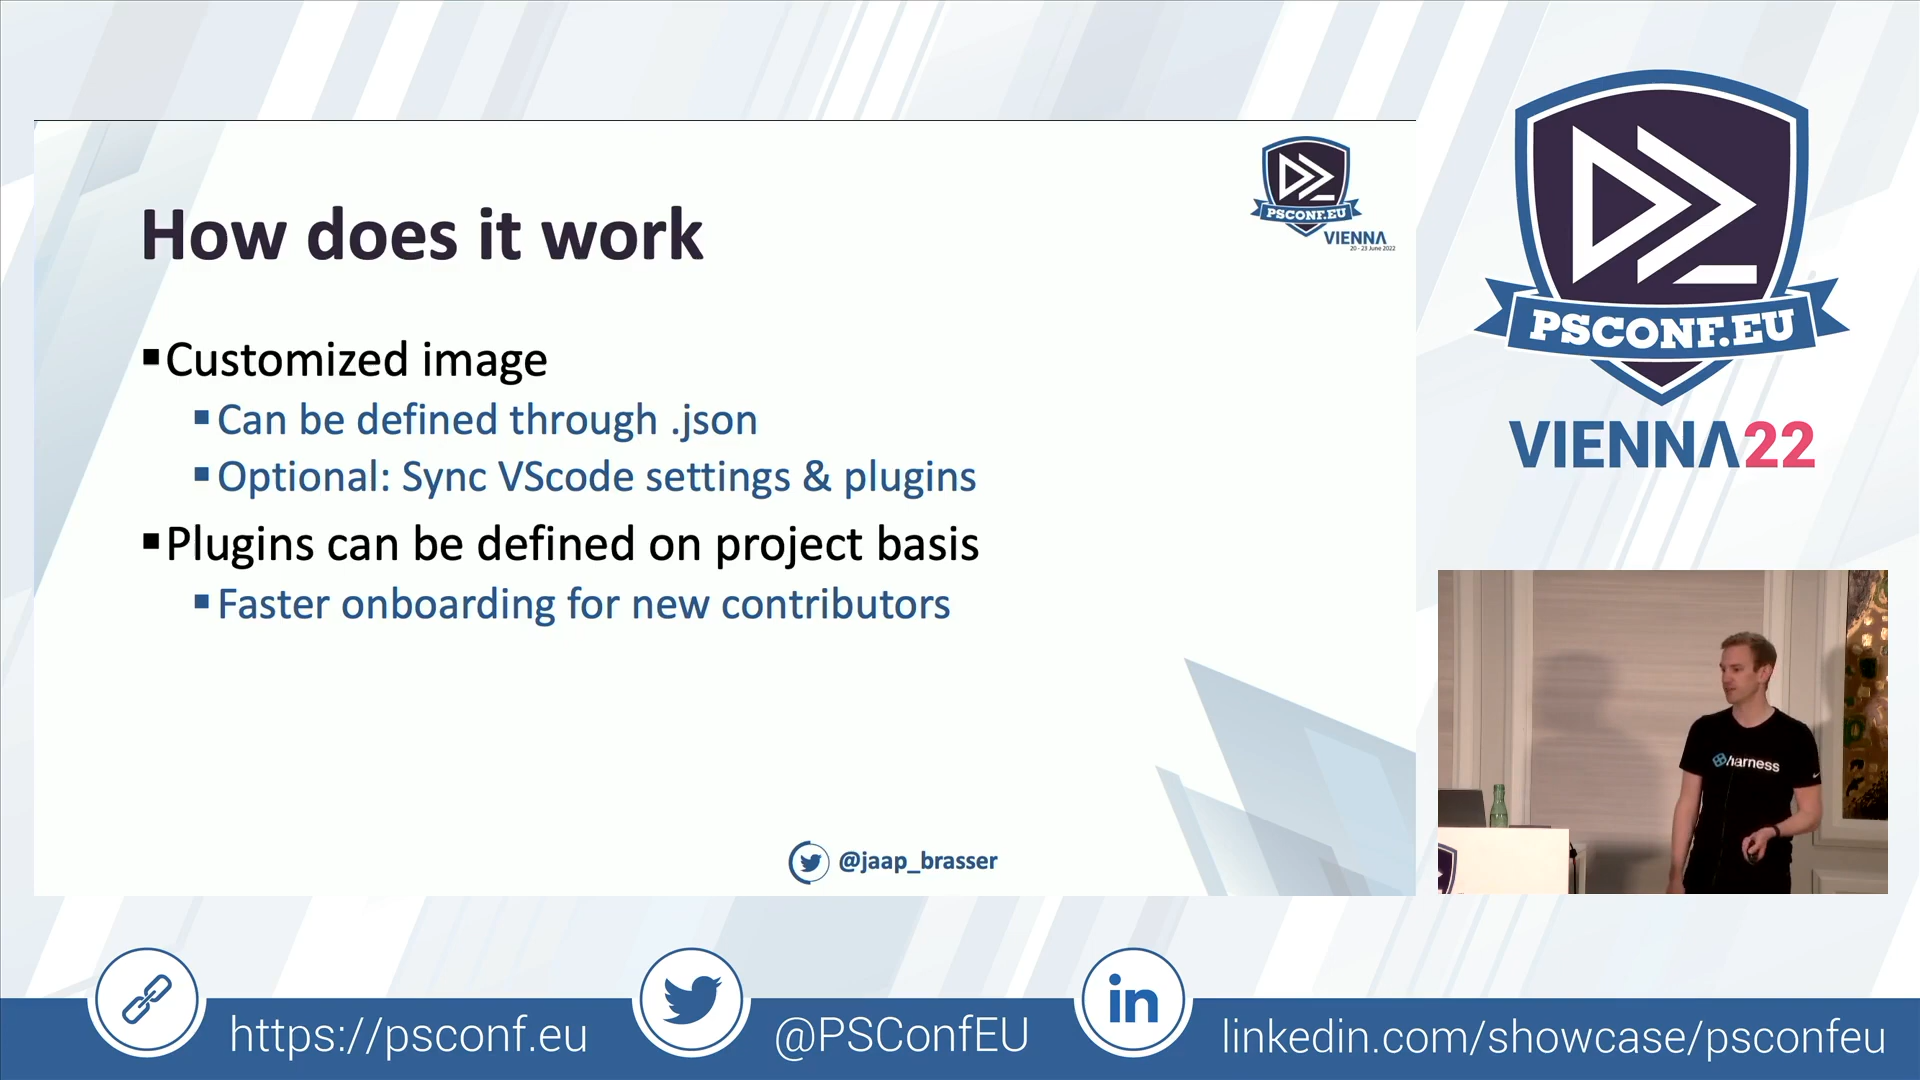 How does it work
Customized image
Can be defined through .json
Optional: Sync VScode settings & plugins
Plugins can be defined on project basis
Faster onboarding for new contributors
@jaap_brasser
PSCONF.EU
VIENNA
20 - 23 June 2022
PSCONF.EU
VIENNA22
harness
https://psconf.eu
@PSConfEU
in
linkedin.com/showcase/psconfeu